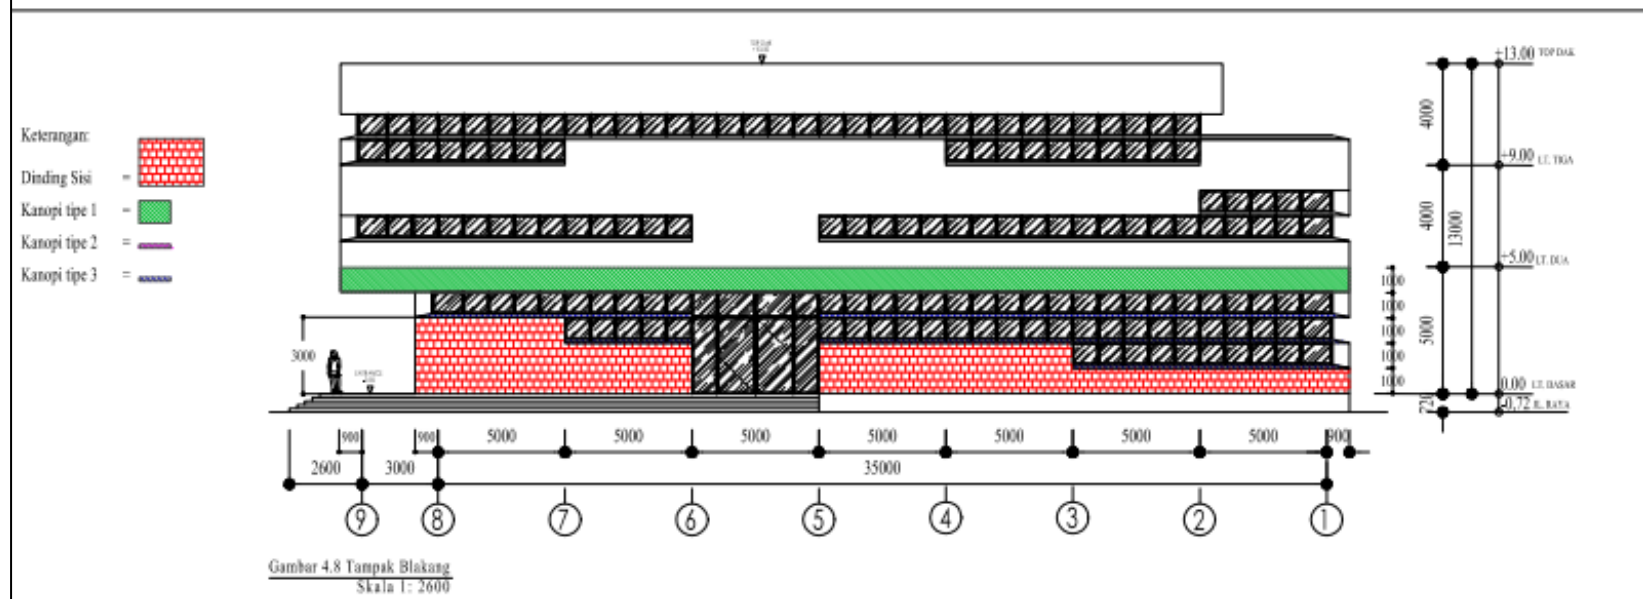 +13.00 TOP DAK
Keterangan:
Dinding Sisi =
Kanopi tipe 1 =
Kanopi tipe 2 =
Kanopi tipe 3 =
4000
+9.00 LT. TIGA
4000
13000
+5.00 LT. DUA
1000
1000
5000
1000
1000
1000
3000
0.00 LT. DASAR
720
-0,72 JL. RAYA
900 900 5000 5000 5000 5000 5000 5000 5000 900
2600 3000 35000
9 8 7 6 5 4 3 2 1
Gambar 4.8 Tampak Blakang
Skala 1: 2600